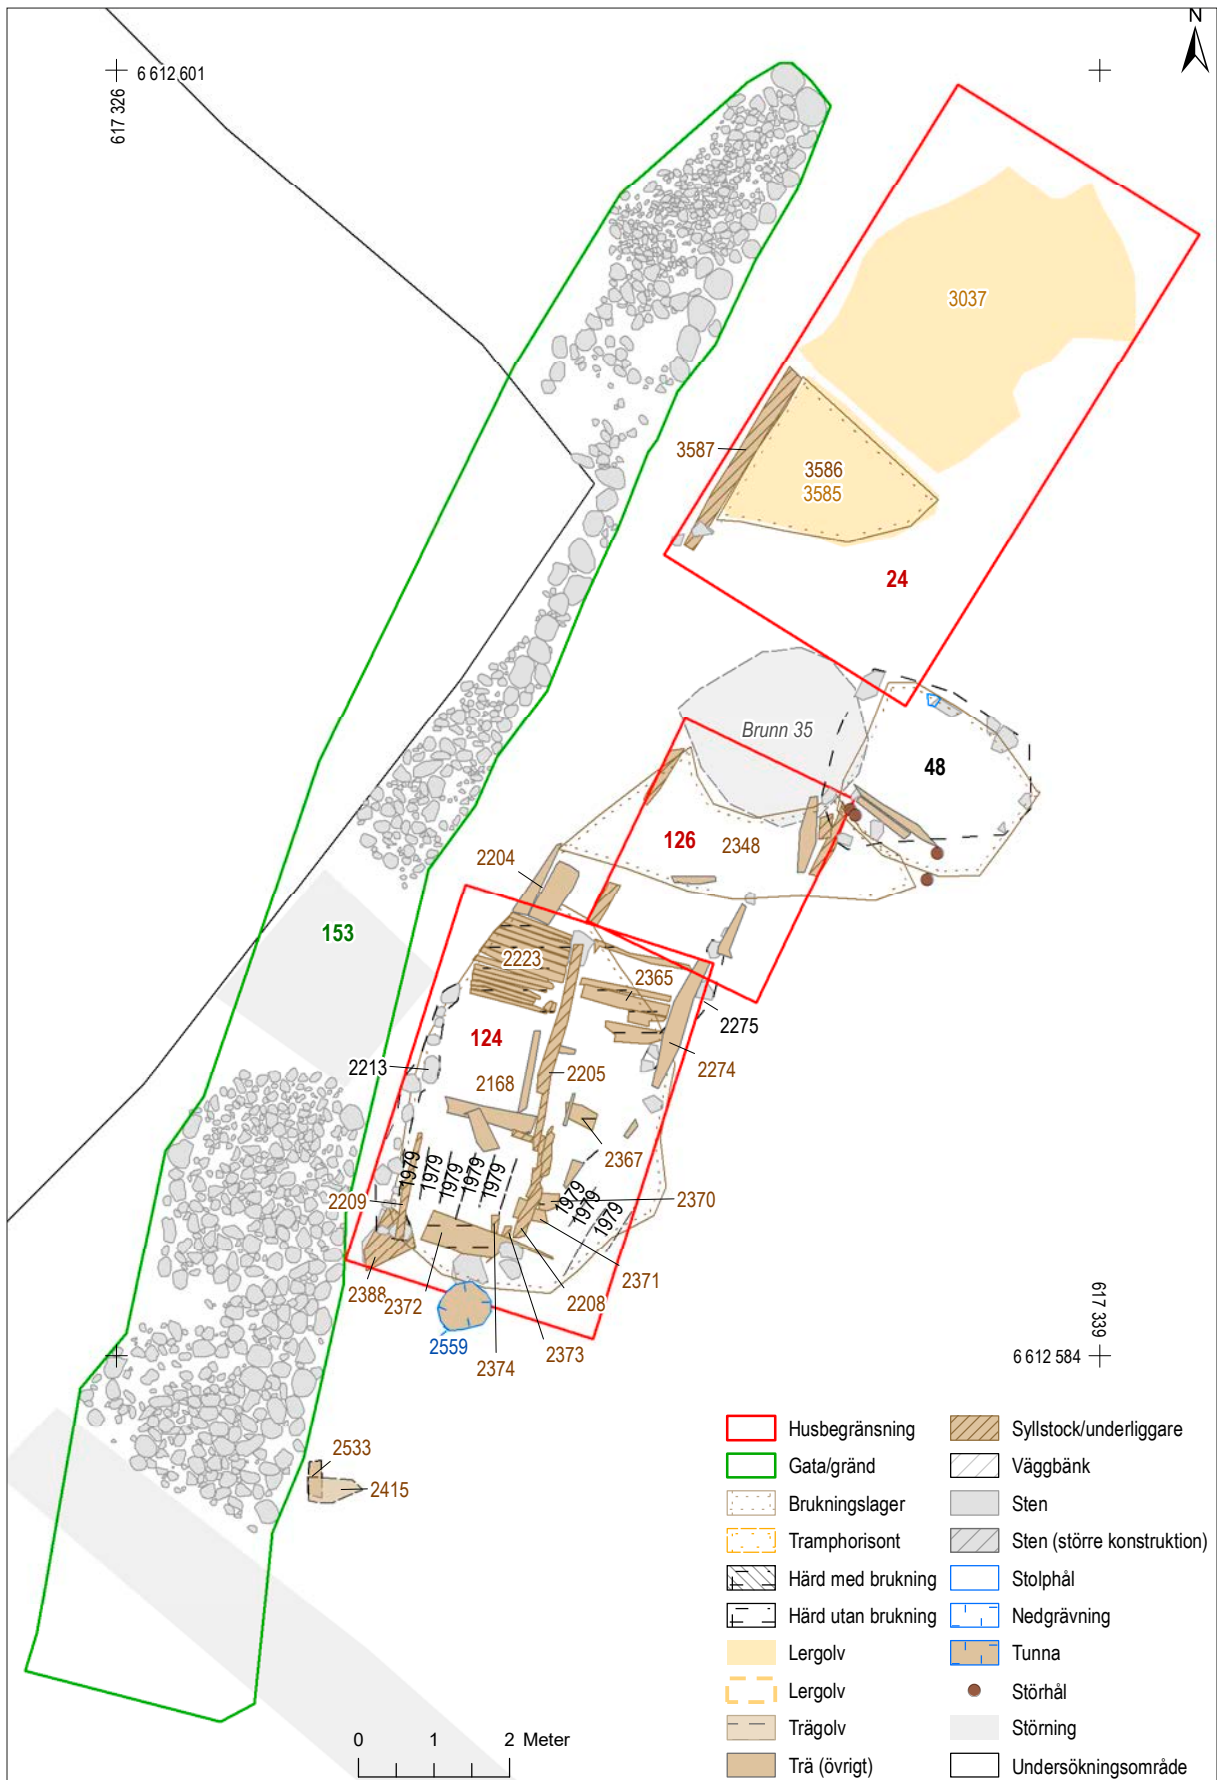 N
6 612 601
617 326
3037
3587
3586
3585
24
Brunn 35
48
126
2348
2204
153
2223
2365
2275
124
2213
2168
2205
2274
2367
1979
1979
1979
1979
1979
2209
1979
1979
1979
2370
2371
2388
2372
2208
2559
2374
2373
617 339
6 612 584
2533
2415
Husbegränsning
Gata/gränd
Brukningslager
Tramphorisont
Härd med brukning
Härd utan brukning
Lergolv
Lergolv
Trägolv
Trä (övrigt)
Syllstock/underliggare
Väggbänk
Sten
Sten (större konstruktion)
Stolphål
Nedgrävning
Tunna
Störhål
Störning
Undersökningsområde
0 1 2 Meter